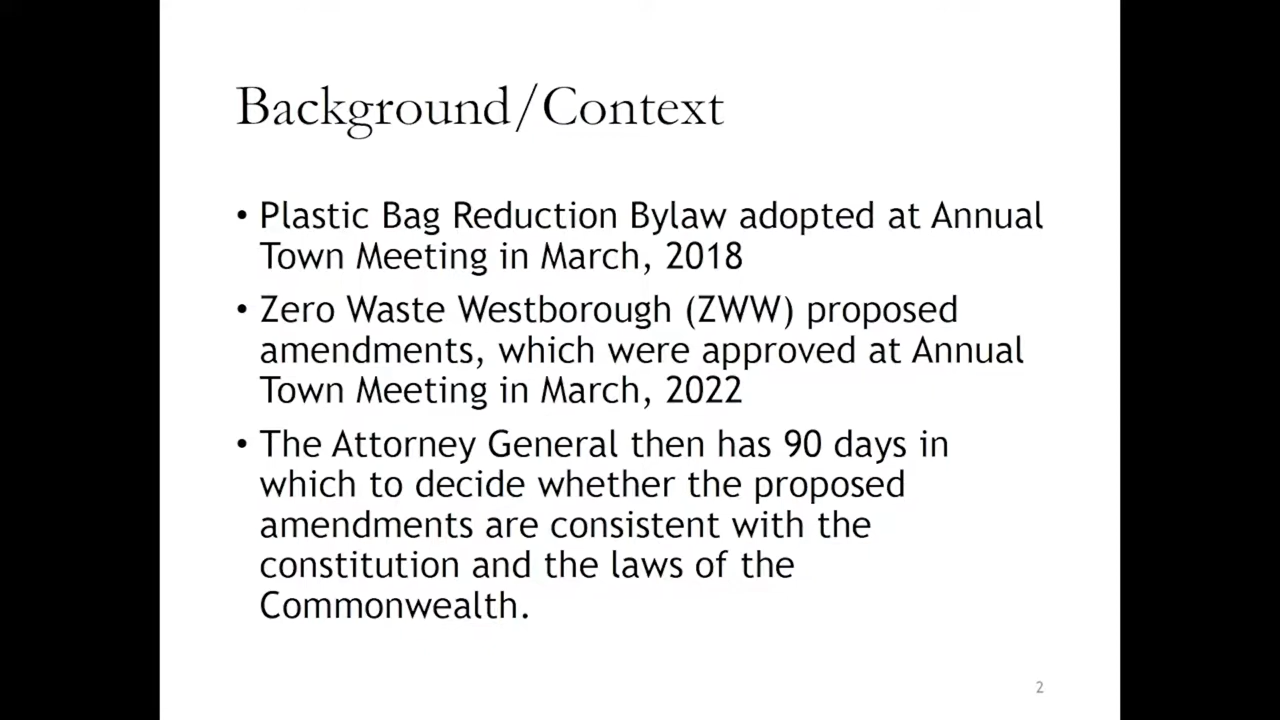 Background/Context
• Plastic Bag Reduction Bylaw adopted at Annual
Town Meeting in March, 2018
• Zero Waste Westborough (ZWW) proposed
amendments, which were approved at Annual
Town Meeting in March, 2022
• The Attorney General then has 90 days in
which to decide whether the proposed
amendments are consistent with the
constitution and the laws of the
Commonwealth.
2